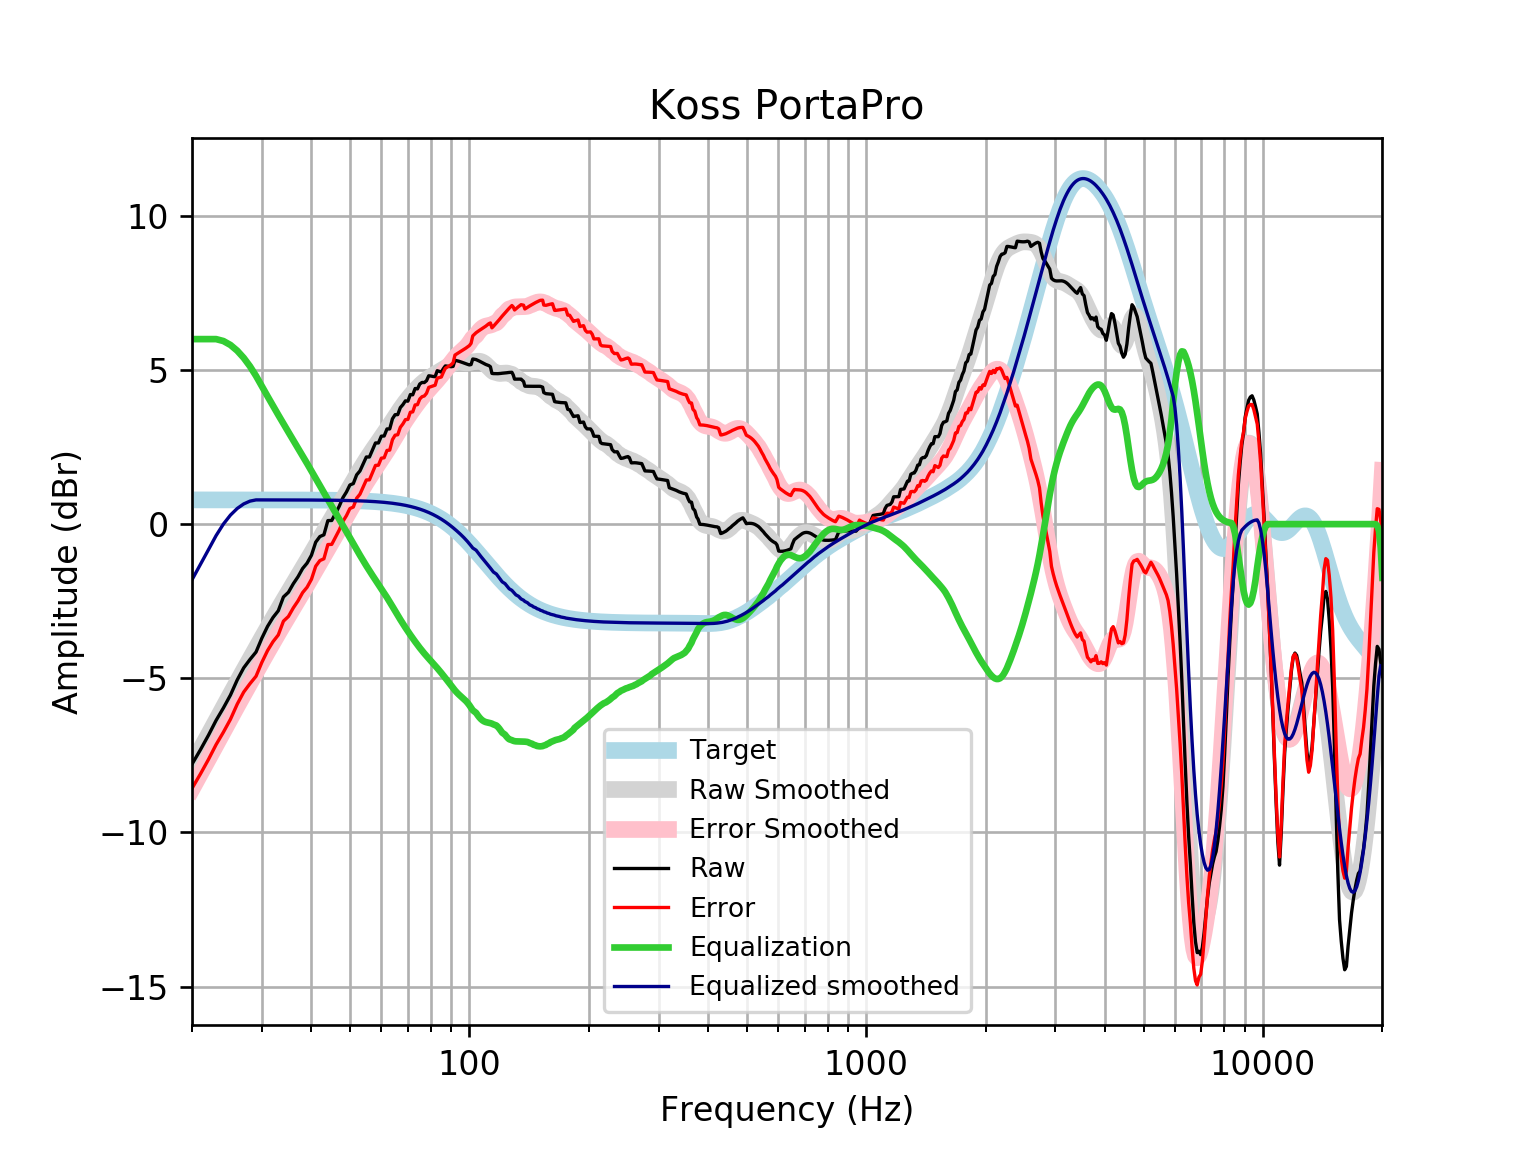 Koss PortaPro
Amplitude (dBr)
10
5
0
−5
−10
−15
Target
Raw Smoothed
Error Smoothed
Raw
Error
Equalization
Equalized smoothed
100
1000
10000
Frequency (Hz)